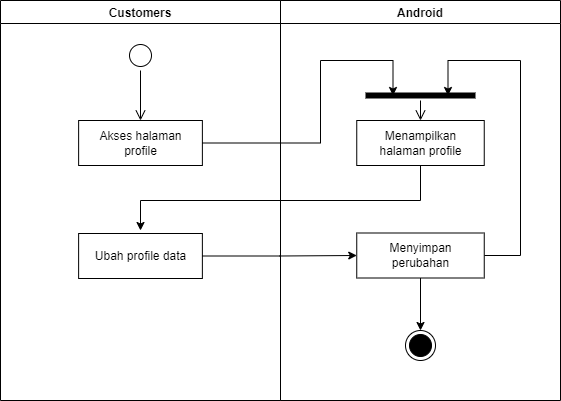 Customers
Android
Akses halaman
profile
Menampilkan
halaman profile
Ubah profile data
Menyimpan
perubahan